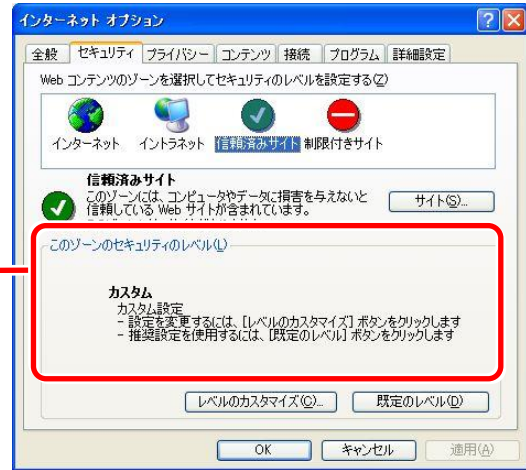 インターネット オプション
全般 セキュリティ プライバシー コンテンツ 接続 プログラム 詳細設定
Web コンテンツのゾーンを選択してセキュリティのレベルを設定する(Z)
インターネット イントラネット 信頼済みサイト 制限付きサイト
信頼済みサイト
このゾーンには、コンピュータやデータに損害を与えないと
信頼している Web サイトが含まれています。
サイト(S)...
このゾーンのセキュリティのレベル(L)
カスタム
カスタム設定
- 設定を変更するには、[レベルのカスタマイズ] ボタンをクリックします
- 推奨設定を使用するには、[既定のレベル] ボタンをクリックします
レベルのカスタマイズ(C)... 既定のレベル(D)
OK キャンセル 適用(A)